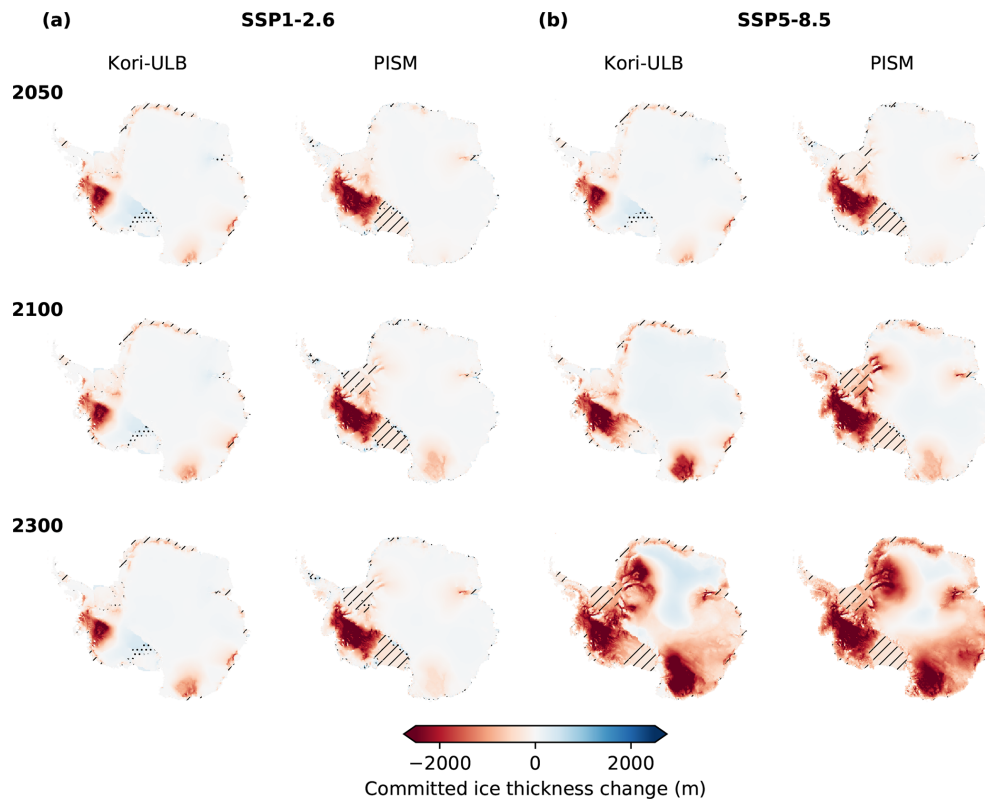 (a) SSP1-2.6 (b) SSP5-8.5
Kori-ULB PISM Kori-ULB PISM
2050
2100
2300
−2000 0 2000
Committed ice thickness change (m)